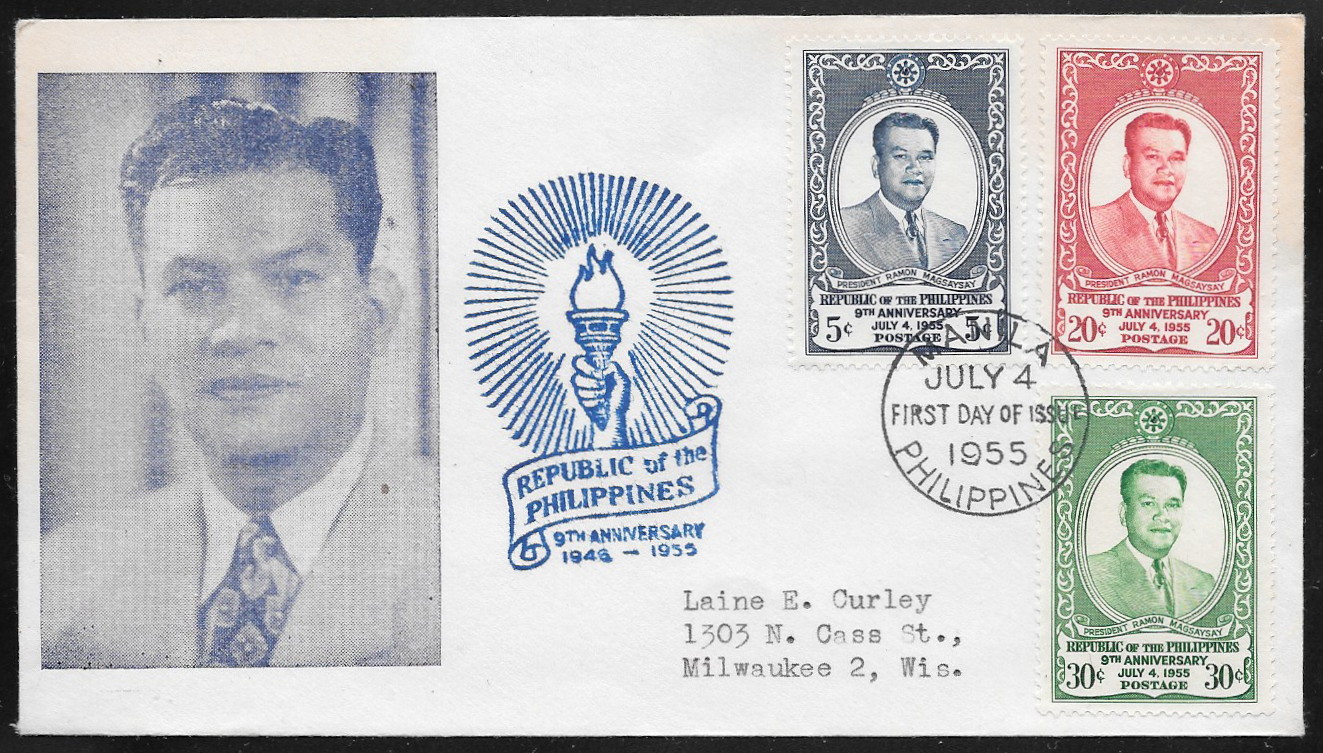 REPUBLIC of the
PHILIPPINES
9TH ANNIVERSARY
1946 - 1955
PRESIDENT RAMON MAGSAYSAY
REPUBLIC OF THE PHILIPPINES
9TH ANNIVERSARY
JULY 4, 1955
5¢ POSTAGE 5¢
PRESIDENT RAMON MAGSAYSAY
REPUBLIC OF THE PHILIPPINES
9TH ANNIVERSARY
JULY 4, 1955
20¢ POSTAGE 20¢
MANILA
JULY 4
FIRST DAY OF ISSUE
1955
PHILIPPINES
PRESIDENT RAMON MAGSAYSAY
REPUBLIC OF THE PHILIPPINES
9TH ANNIVERSARY
JULY 4, 1955
30¢ POSTAGE 30¢
Laine E. Curley
1303 N. Cass St.,
Milwaukee 2, Wis.